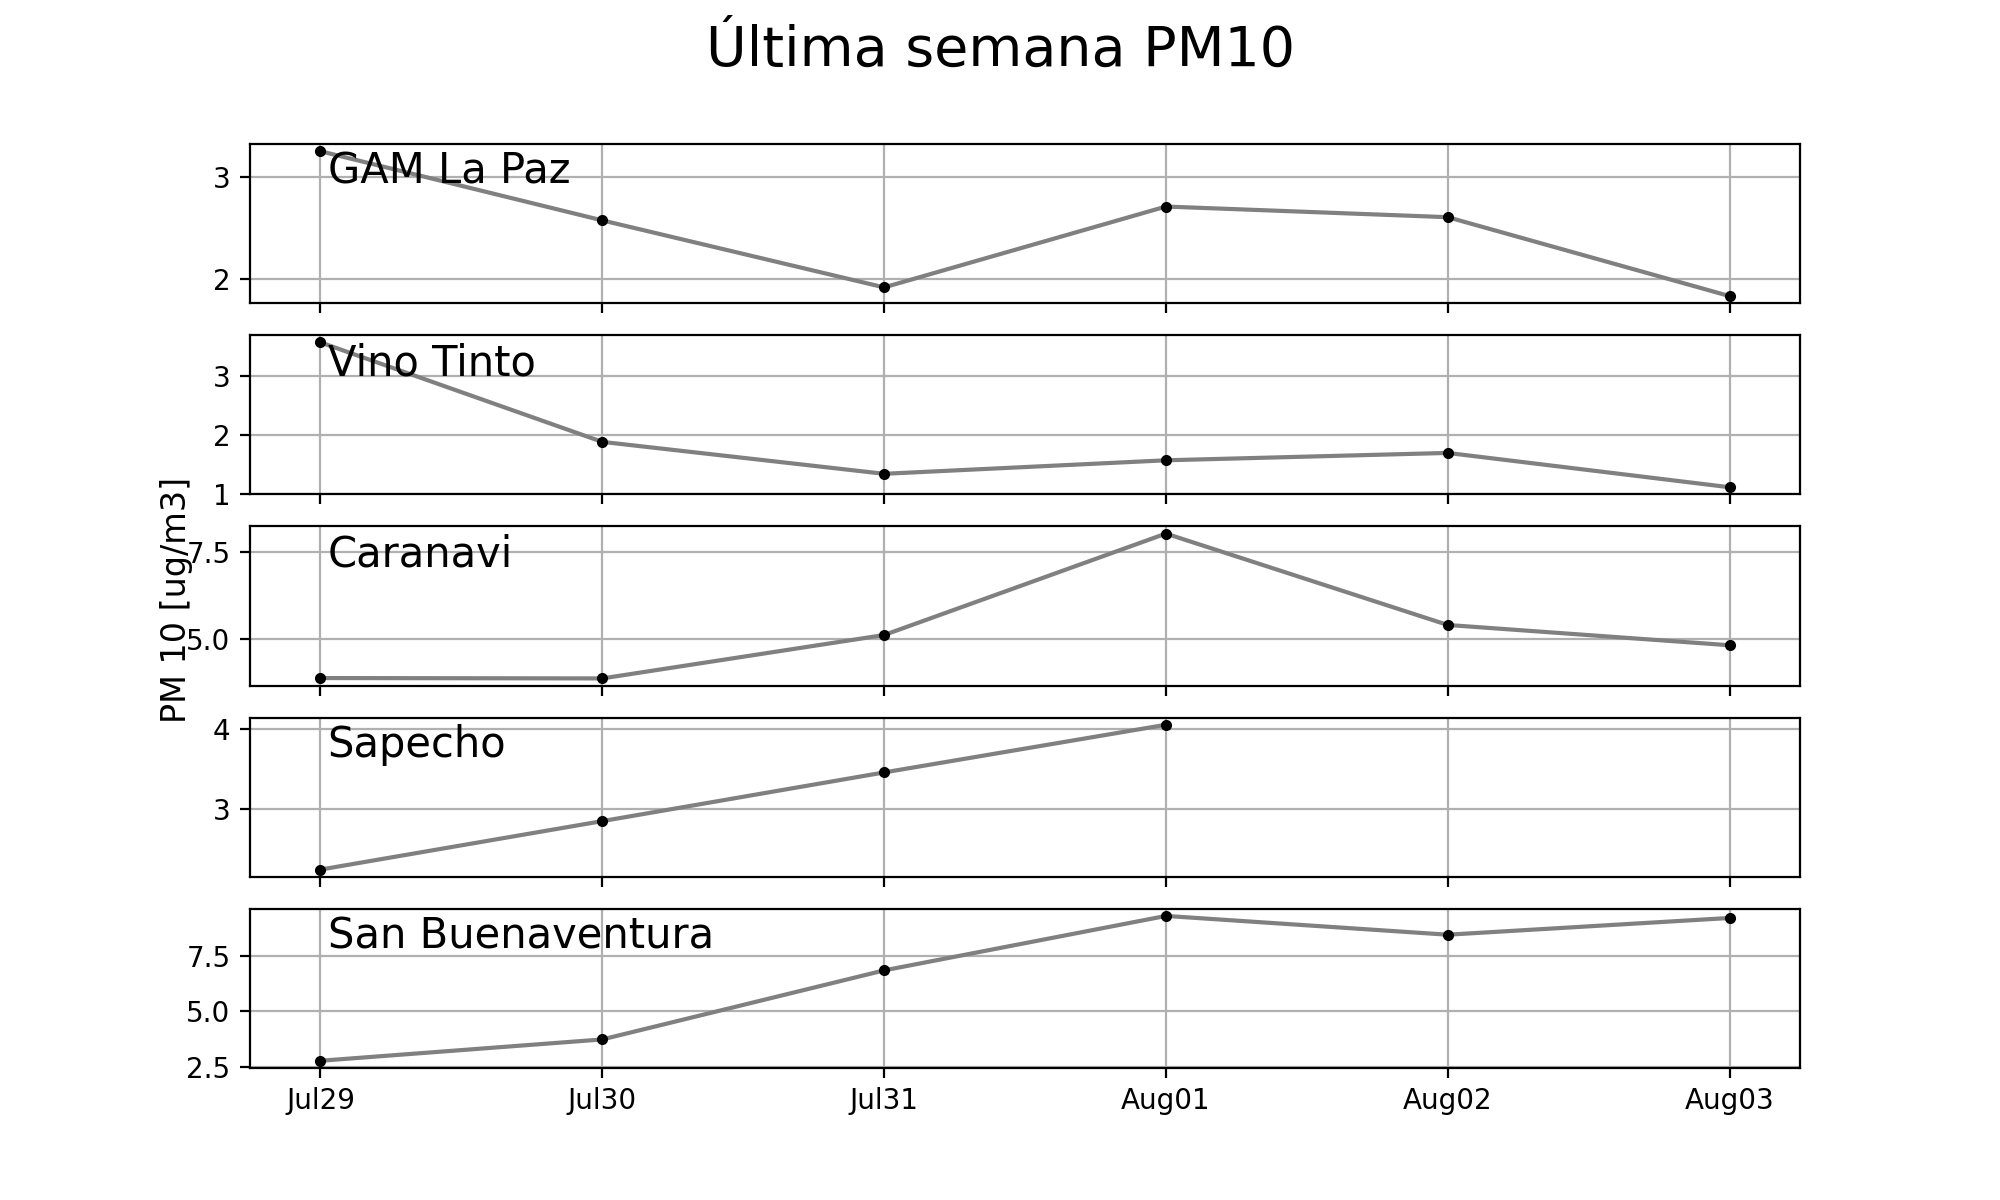 Última semana PM10
PM 10 [ug/m3]
GAM La Paz
3
2
Vino Tinto
3
2
1
Caranavi
7.5
5.0
Sapecho
4
3
San Buenaventura
7.5
5.0
2.5
Jul29 Jul30 Jul31 Aug01 Aug02 Aug03